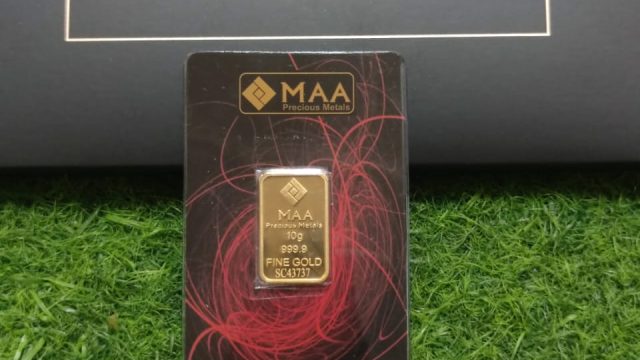 MAA
Precious Metals
MAA
Precious Metals
10g
999.9
FINE GOLD
SC43737